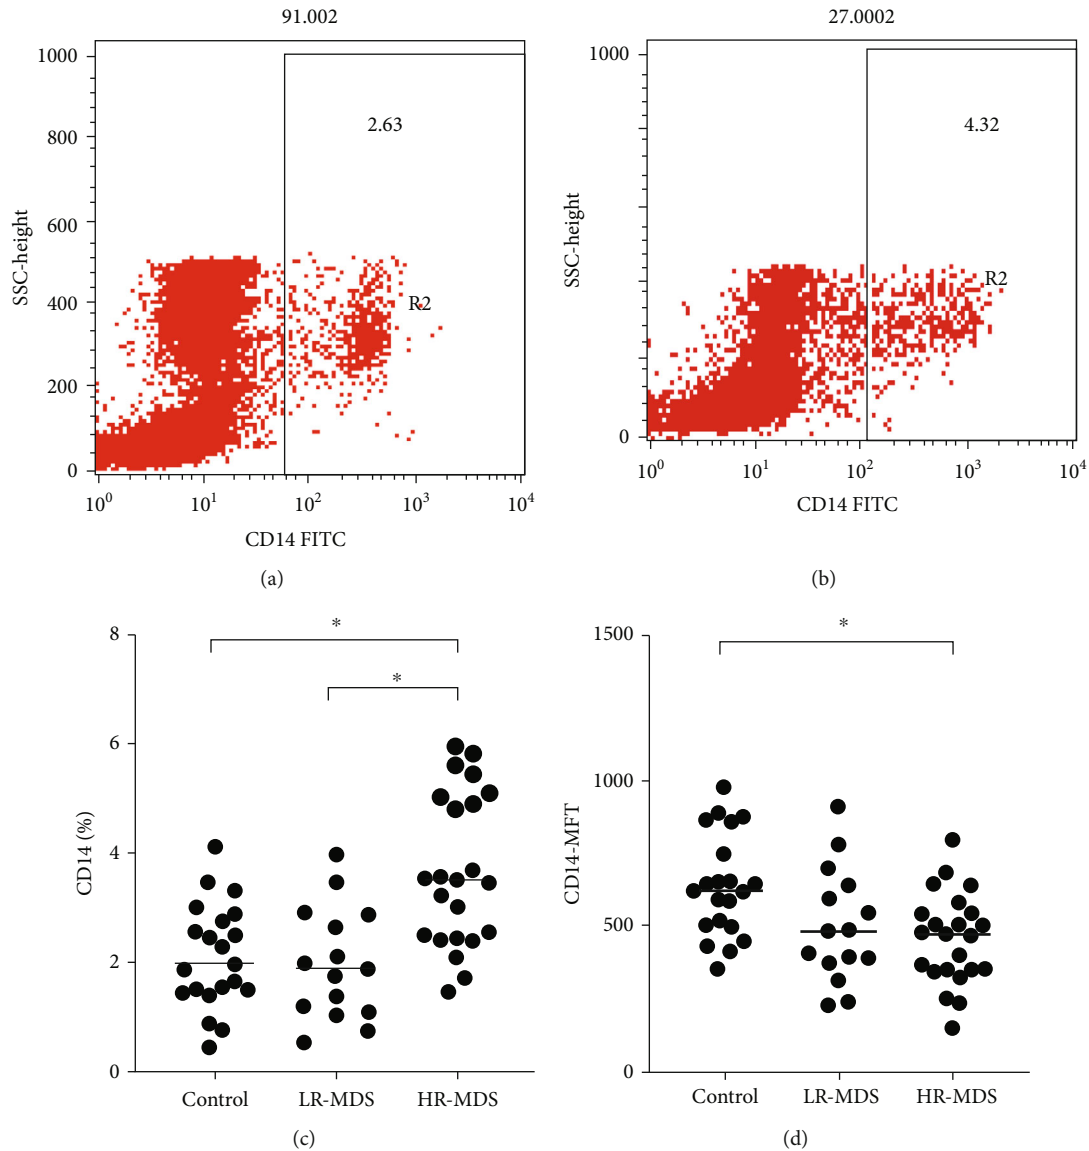 91.002
1000
800
600
400
200
0
SSC-height
2.63
R2
10^0 10^1 10^2 10^3 10^4
CD14 FITC
(a)
27.0002
1000
0
SSC-height
4.32
R2
10^0 10^1 10^2 10^3 10^4
CD14 FITC
(b)
8
6
4
2
0
CD14 (%)
*
*
Control LR-MDS HR-MDS
(c)
1500
1000
500
0
CD14-MFT
*
Control LR-MDS HR-MDS
(d)